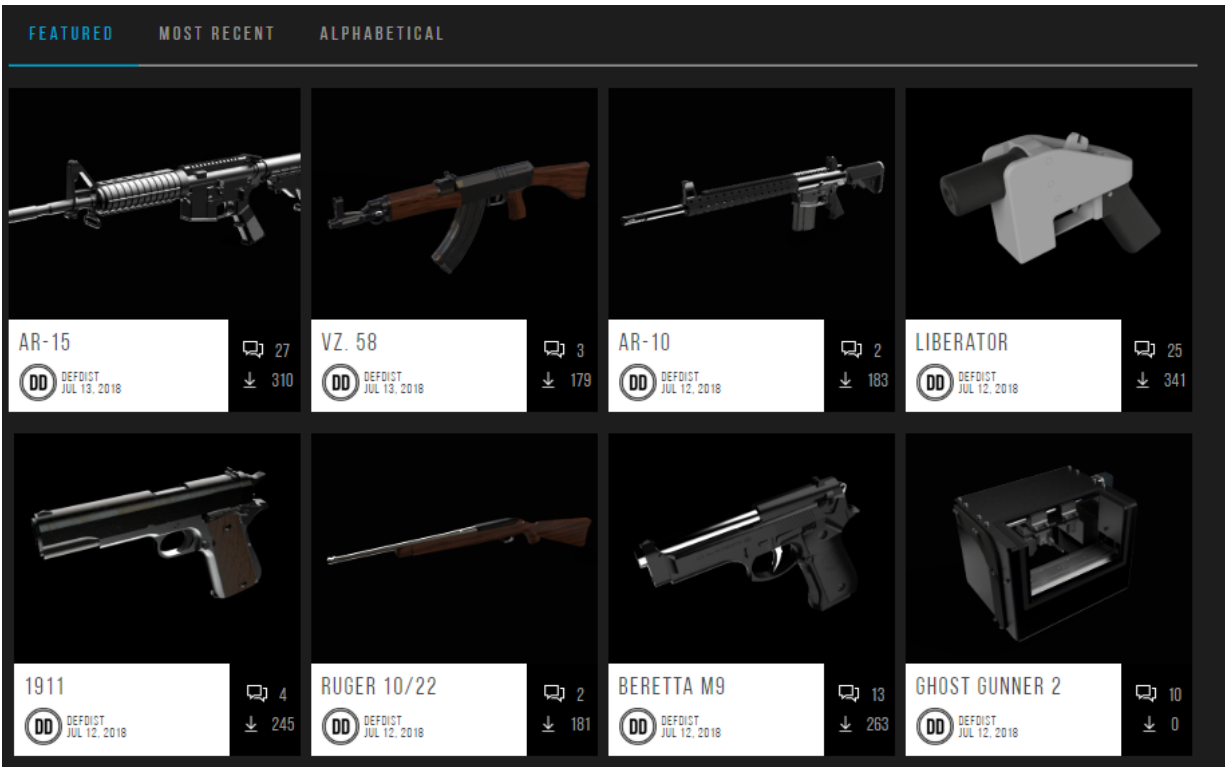 FEATURED MOST RECENT ALPHABETICAL
AR-15
27
DD DEFDIST
JUL 13, 2018
310
VZ. 58
3
DD DEFDIST
JUL 13, 2018
179
AR-10
2
DD DEFDIST
JUL 12, 2018
183
LIBERATOR
25
DD DEFDIST
JUL 12, 2018
341
1911
4
DD DEFDIST
JUL 12, 2018
245
RUGER 10/22
2
DD DEFDIST
JUL 12, 2018
181
BERETTA M9
13
DD DEFDIST
JUL 12, 2018
263
GHOST GUNNER 2
10
DD DEFDIST
JUL 12, 2018
0